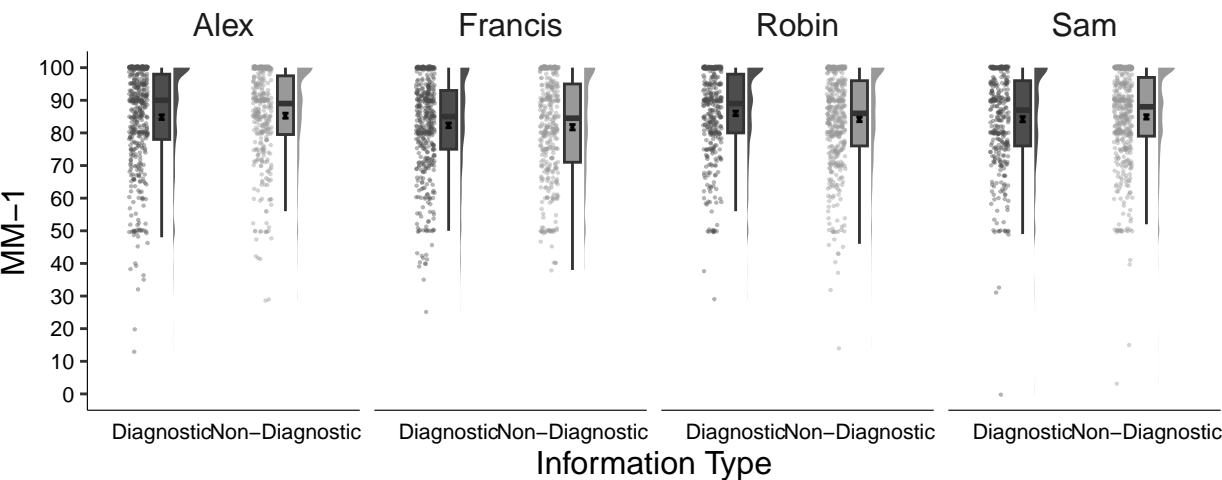 Alex Francis Robin Sam
MM−1
100
90
80
70
60
50
40
30
20
10
0
DiagnosticNon−Diagnostic DiagnosticNon−Diagnostic DiagnosticNon−Diagnostic DiagnosticNon−Diagnostic
Information Type